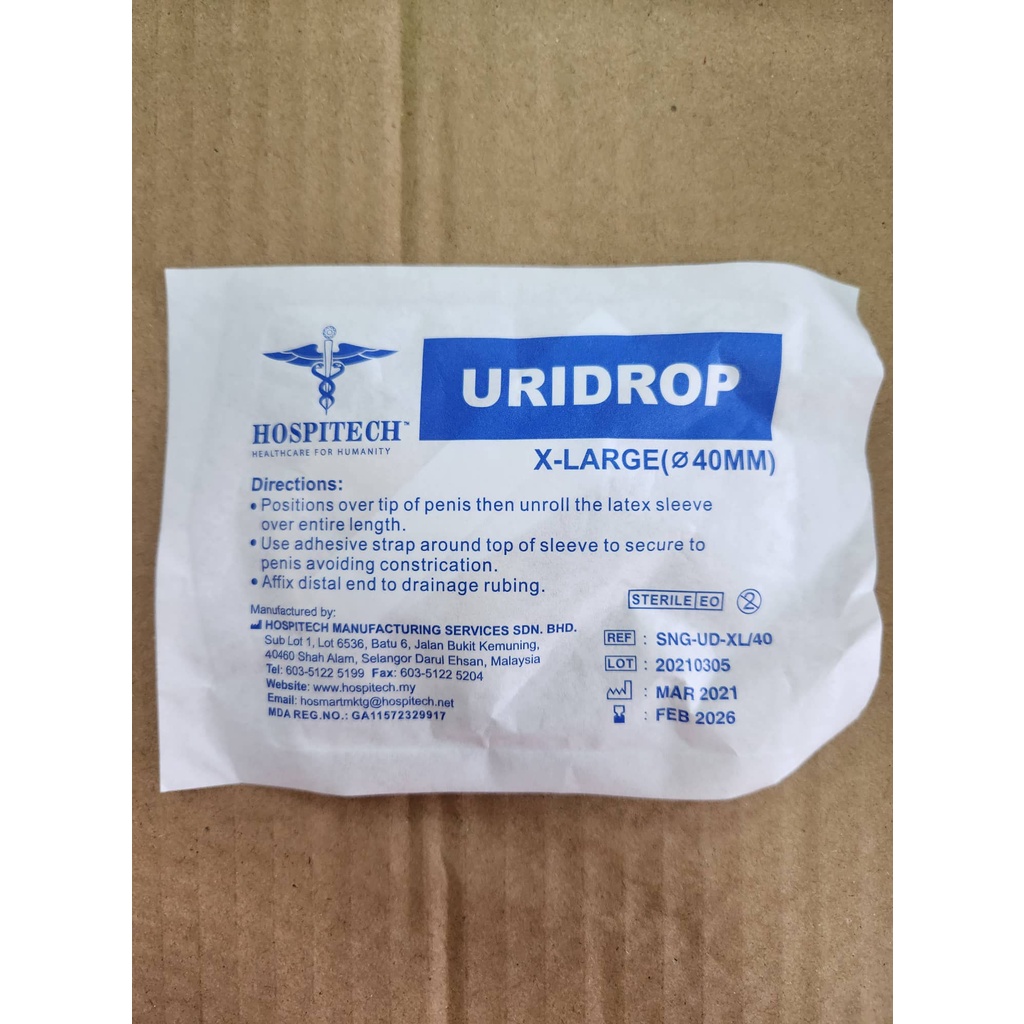 HOSPITECH™
HEALTHCARE FOR HUMANITY
URIDROP
X-LARGE(⌀40MM)
Directions:
• Positions over tip of penis then unroll the latex sleeve
over entire length.
• Use adhesive strap around top of sleeve to secure to
penis avoiding constrication.
• Affix distal end to drainage rubing.
Manufactured by:
HOSPITECH MANUFACTURING SERVICES SDN. BHD.
Sub Lot 1, Lot 6536, Batu 6, Jalan Bukit Kemuning,
40460 Shah Alam, Selangor Darul Ehsan, Malaysia
Tel: 603-5122 5199 Fax: 603-5122 5204
Website: www.hospitech.my
Email: hosmartmktg@hospitech.net
MDA REG.NO.: GA11572329917
STERILE EO 2
REF : SNG-UD-XL/40
LOT : 20210305
: MAR 2021
: FEB 2026